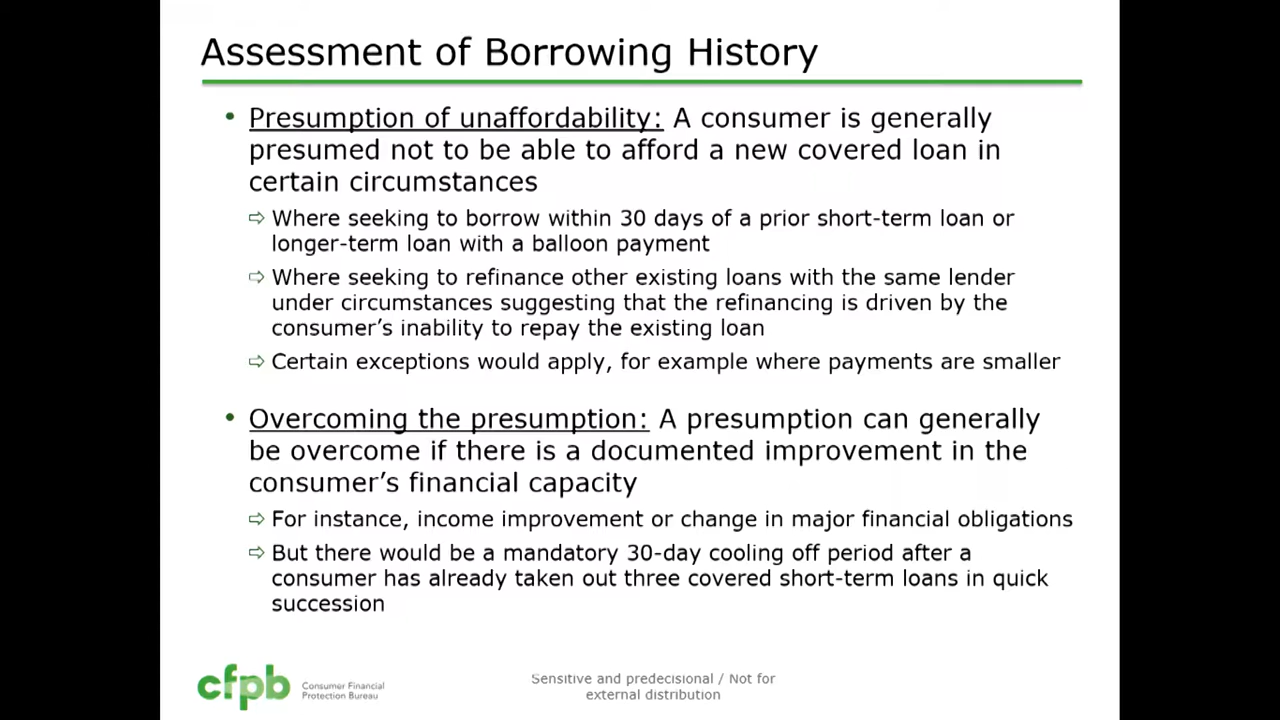 Assessment of Borrowing History
• Presumption of unaffordability: A consumer is generally
presumed not to be able to afford a new covered loan in
certain circumstances
⇨ Where seeking to borrow within 30 days of a prior short-term loan or
longer-term loan with a balloon payment
⇨ Where seeking to refinance other existing loans with the same lender
under circumstances suggesting that the refinancing is driven by the
consumer’s inability to repay the existing loan
⇨ Certain exceptions would apply, for example where payments are smaller
• Overcoming the presumption: A presumption can generally
be overcome if there is a documented improvement in the
consumer’s financial capacity
⇨ For instance, income improvement or change in major financial obligations
⇨ But there would be a mandatory 30-day cooling off period after a
consumer has already taken out three covered short-term loans in quick
succession
cfpb
Consumer Financial
Protection Bureau
Sensitive and predecisional / Not for
external distribution